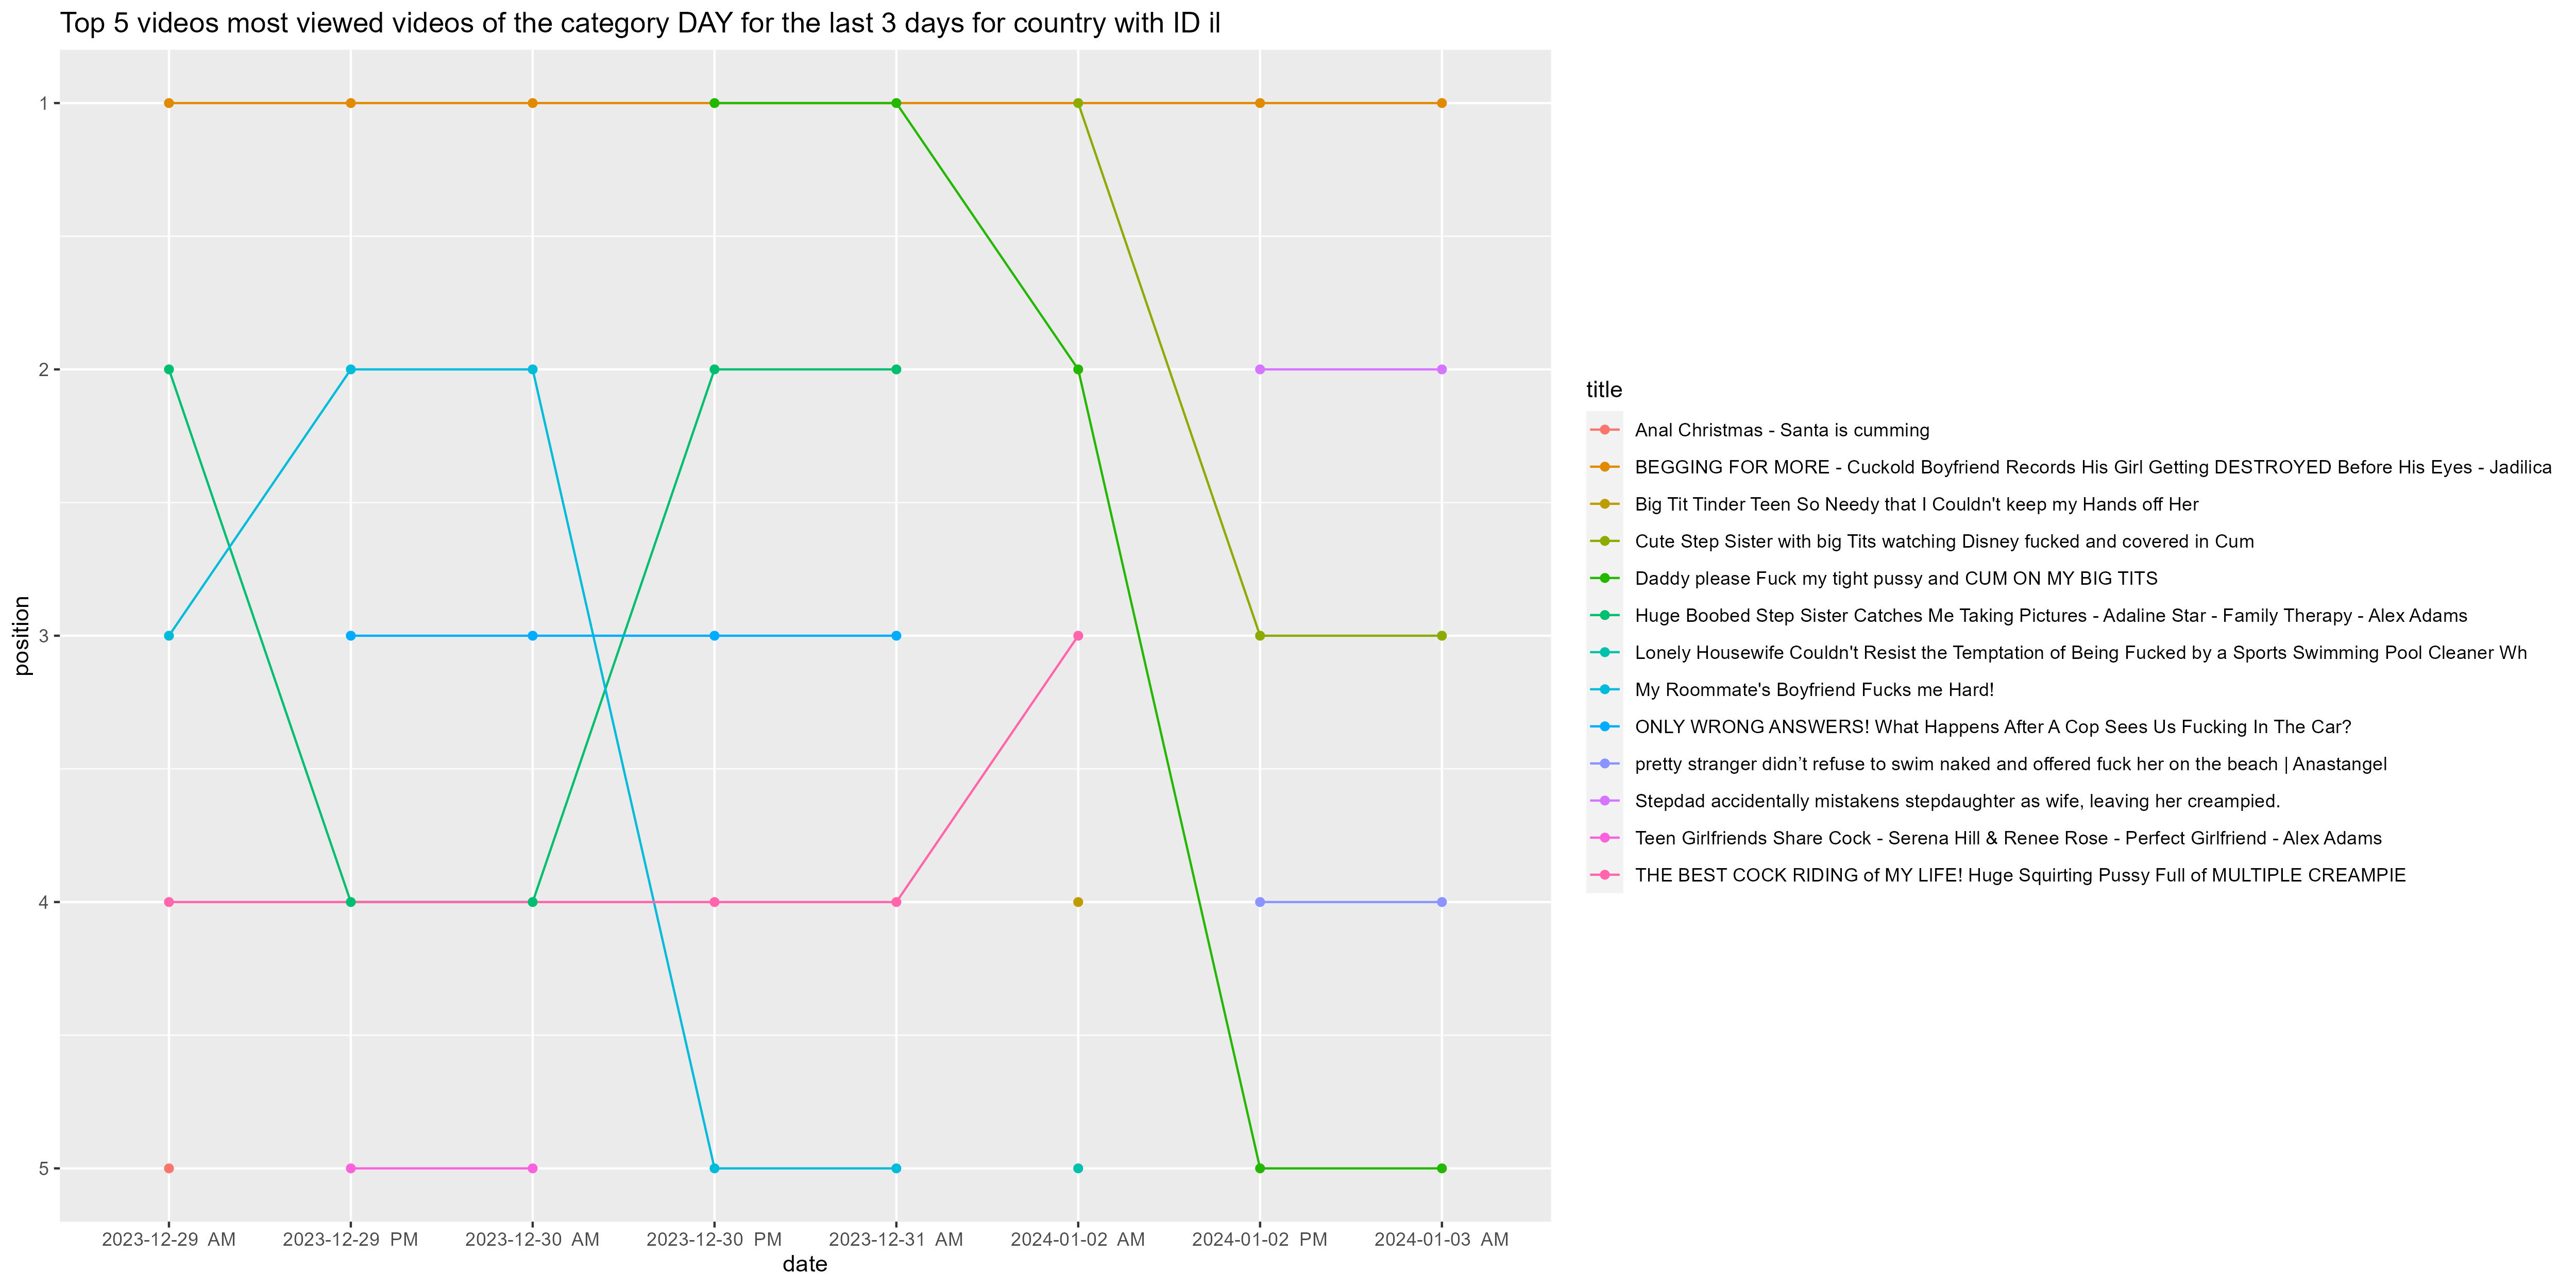 Top 5 videos most viewed videos of the category DAY for the last 3 days for country with ID il
position
1
2
3
4
5
2023-12-29 AM
2023-12-29 PM
2023-12-30 AM
2023-12-30 PM
2023-12-31 AM
2024-01-02 AM
2024-01-02 PM
2024-01-03 AM
date
title
Anal Christmas - Santa is cumming
BEGGING FOR MORE - Cuckold Boyfriend Records His Girl Getting DESTROYED Before His Eyes - Jadilica
Big Tit Tinder Teen So Needy that I Couldn't keep my Hands off Her
Cute Step Sister with big Tits watching Disney fucked and covered in Cum
Daddy please Fuck my tight pussy and CUM ON MY BIG TITS
Huge Boobed Step Sister Catches Me Taking Pictures - Adaline Star - Family Therapy - Alex Adams
Lonely Housewife Couldn't Resist the Temptation of Being Fucked by a Sports Swimming Pool Cleaner Wh
My Roommate's Boyfriend Fucks me Hard!
ONLY WRONG ANSWERS! What Happens After A Cop Sees Us Fucking In The Car?
pretty stranger didn’t refuse to swim naked and offered fuck her on the beach | Anastangel
Stepdad accidentally mistakens stepdaughter as wife, leaving her creampied.
Teen Girlfriends Share Cock - Serena Hill & Renee Rose - Perfect Girlfriend - Alex Adams
THE BEST COCK RIDING of MY LIFE! Huge Squirting Pussy Full of MULTIPLE CREAMPIE